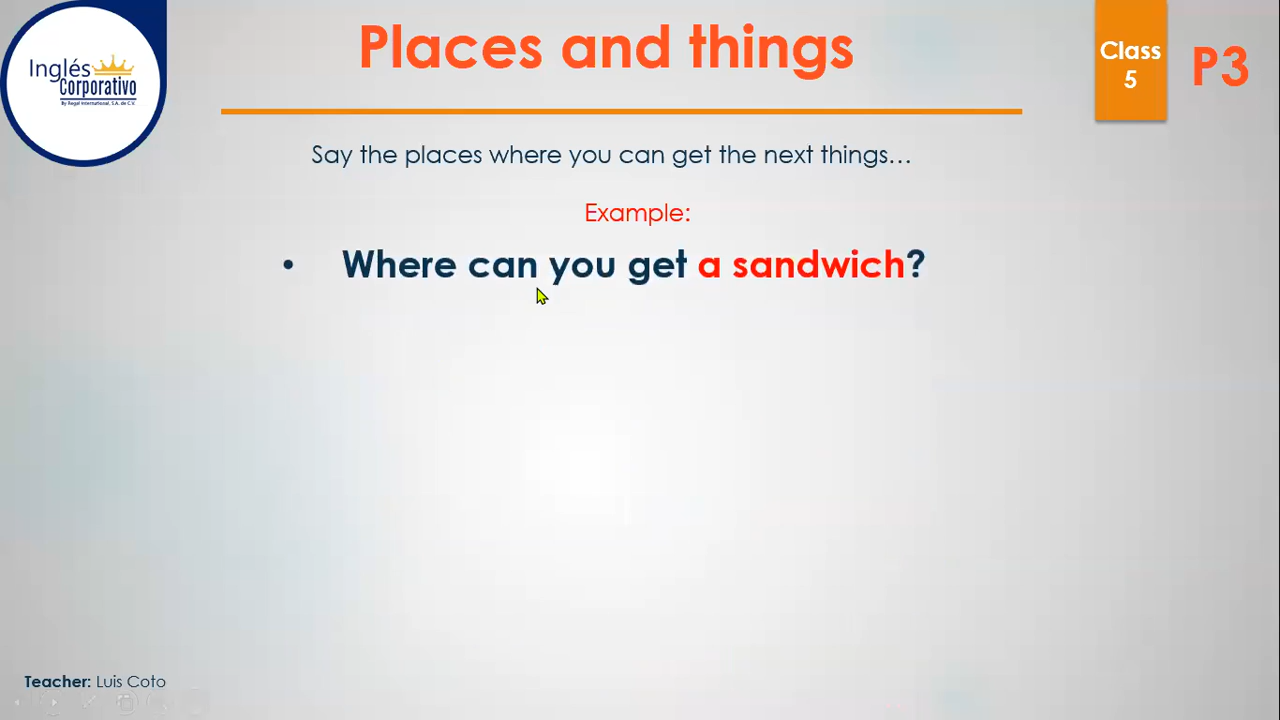 Inglés
Corporativo
By Regal International, S.A. de C.V.
Places and things
Class
5
P3
Say the places where you can get the next things...
Example:
• Where can you get a sandwich?
Teacher: Luis Coto